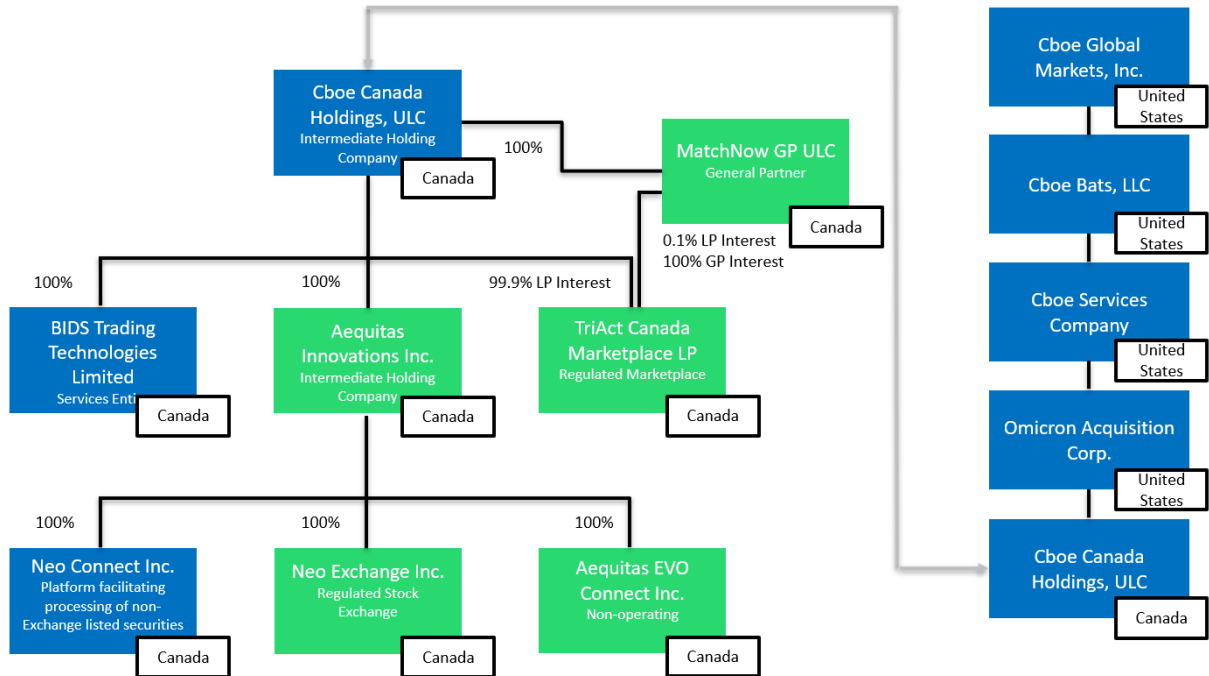 Cboe Canada
Holdings, ULC
Intermediate Holding
Company
Canada
100%
MatchNow GP ULC
General Partner
Canada
0.1% LP Interest
100% GP Interest
100%
100%
99.9% LP Interest
BIDS Trading
Technologies
Limited
Services
Canada
Aequitas
Innovations Inc.
Intermediate Holding
Company
Canada
TriAct Canada
Marketplace LP
Regulated Marketplace
Canada
100%
100%
100%
Neo Connect Inc.
Platform facilitating
processing of non-
Exchange listed securities
Canada
Neo Exchange Inc.
Regulated Stock
Exchange
Canada
Aequitas EVO
Connect Inc.
Non-operating
Canada
Cboe Global
Markets, Inc.
United
States
Cboe Bats, LLC
United
States
Cboe Services
Company
United
States
Omicron Acquisition
Corp.
United
States
Cboe Canada
Holdings, ULC
Canada